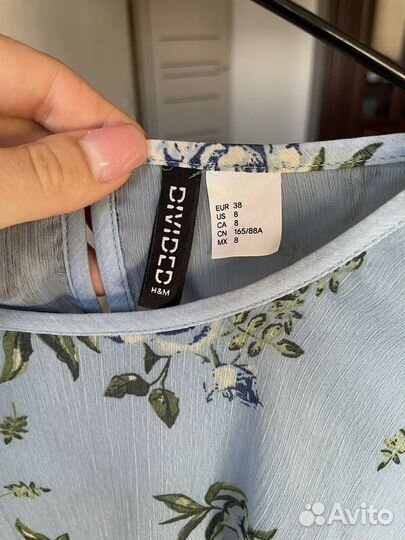 DIVIDED
H&M
EUR 38
US 8
CA 8
CN 165/88A
MX 8
Avito